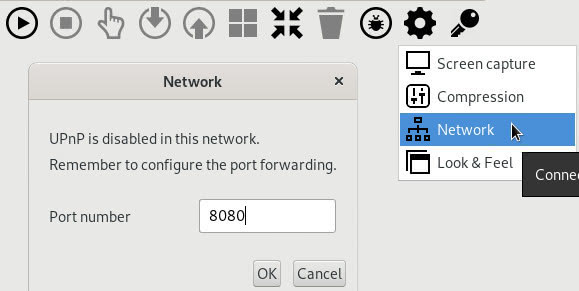 Screen capture
Compression
Network
Look & Feel
Network
UPnP is disabled in this network.
Remember to configure the port forwarding.
Port number
8080
OK
Cancel